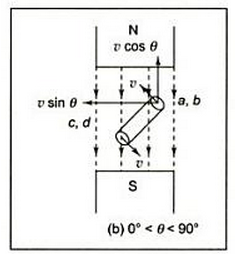 N
v cos θ
v
v sin θ
a, b
c, d
v
S
(b) 0° < θ < 90°